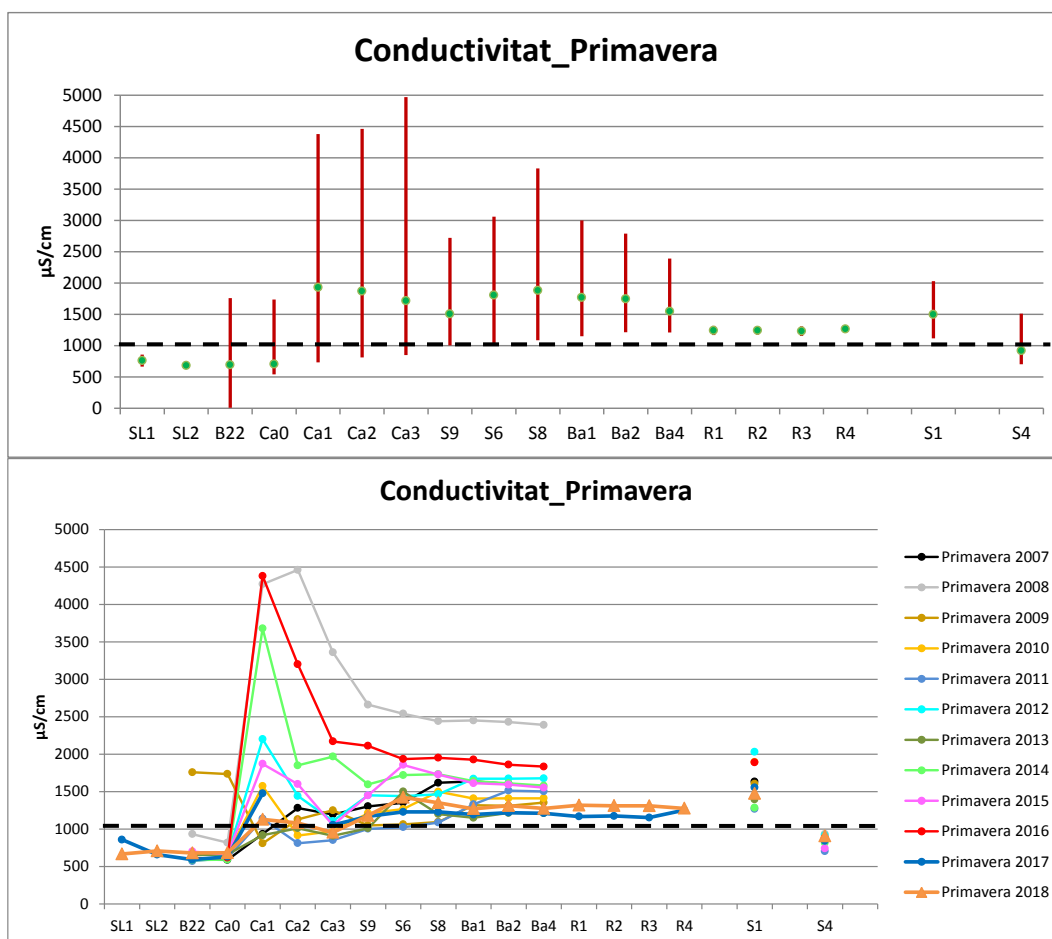 Conductivitat_Primavera
5000
4500
4000
3500
3000
2500
2000
1500
1000
500
0
µS/cm
SL1 SL2 B22 Ca0 Ca1 Ca2 Ca3 S9 S6 S8 Ba1 Ba2 Ba4 R1 R2 R3 R4 S1 S4
Conductivitat_Primavera
5000
4500
4000
3500
3000
2500
2000
1500
1000
500
0
µS/cm
SL1 SL2 B22 Ca0 Ca1 Ca2 Ca3 S9 S6 S8 Ba1 Ba2 Ba4 R1 R2 R3 R4 S1 S4
Primavera 2007
Primavera 2008
Primavera 2009
Primavera 2010
Primavera 2011
Primavera 2012
Primavera 2013
Primavera 2014
Primavera 2015
Primavera 2016
Primavera 2017
Primavera 2018